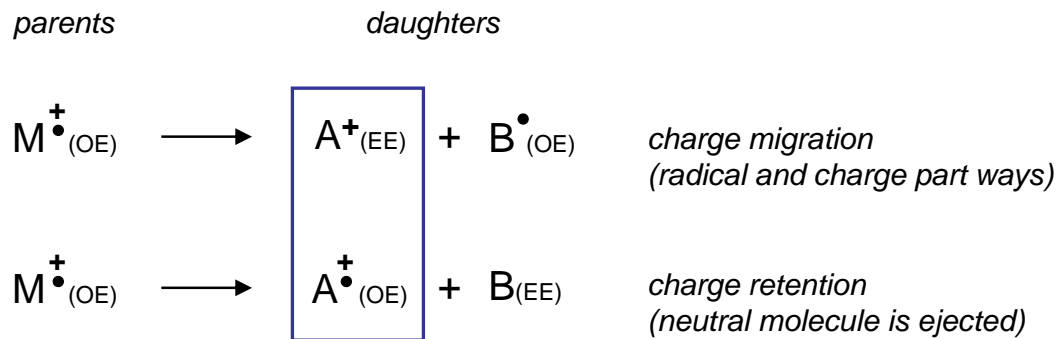 parents daughters
M+•(OE) → A+(EE) + B•(OE) charge migration
(radical and charge part ways)
M+•(OE) → A+•(OE) + B(EE) charge retention
(neutral molecule is ejected)